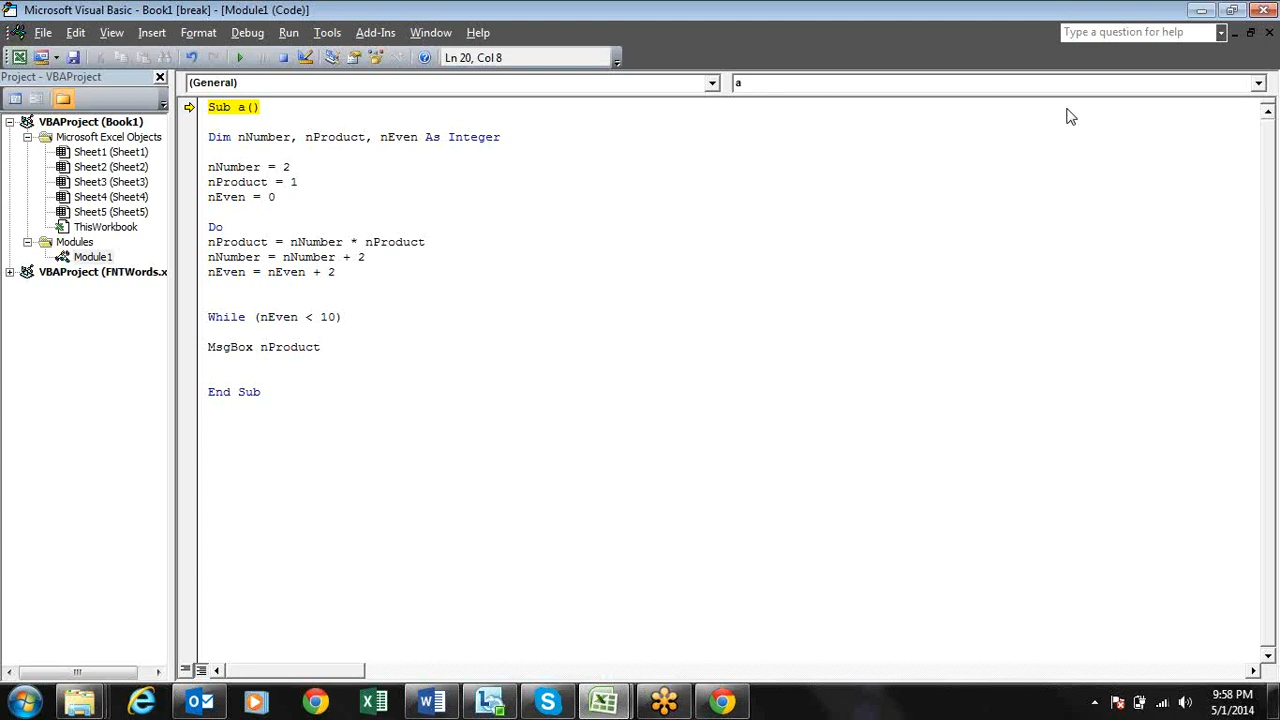 Microsoft Visual Basic - Book1 [break] - [Module1 (Code)]
File Edit View Insert Format Debug Run Tools Add-Ins Window Help
Type a question for help
Ln 20, Col 8
Project - VBAProject
(General)
a
VBAProject (Book1)
Microsoft Excel Objects
Sheet1 (Sheet1)
Sheet2 (Sheet2)
Sheet3 (Sheet3)
Sheet4 (Sheet4)
Sheet5 (Sheet5)
ThisWorkbook
Modules
Module1
VBAProject (FNTWords.x
Sub a()
Dim nNumber, nProduct, nEven As Integer
nNumber = 2
nProduct = 1
nEven = 0
Do
nProduct = nNumber * nProduct
nNumber = nNumber + 2
nEven = nEven + 2
While (nEven < 10)
MsgBox nProduct
End Sub
9:58 PM
5/1/2014